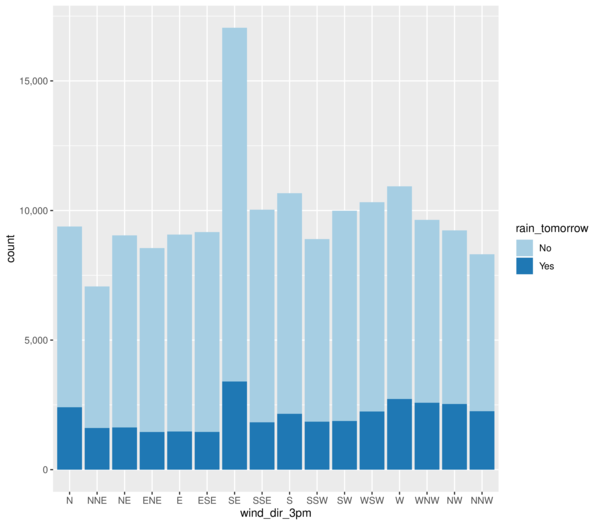 15,000
10,000
5,000
0
count
N NNE NE ENE E ESE SE SSE S SSW SW WSW W WNW NW NNW
wind_dir_3pm
rain_tomorrow
No
Yes